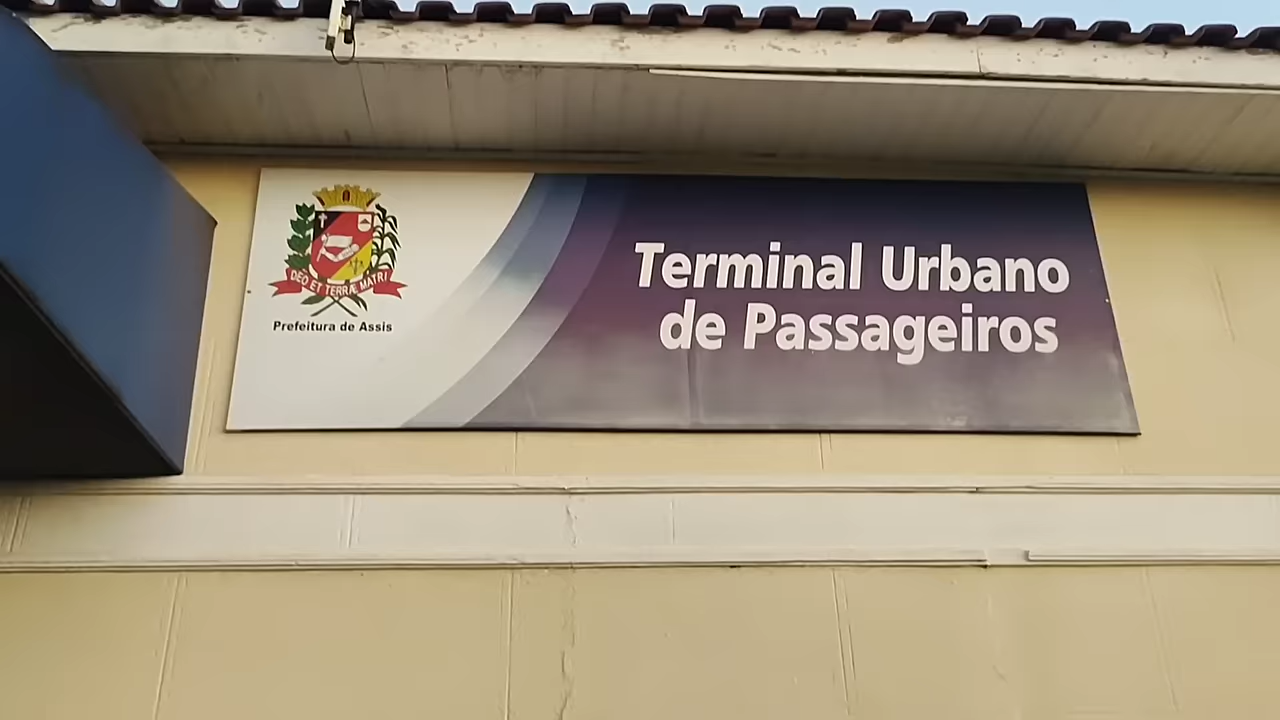 DEO ET TERRÆ MATRI
Prefeitura de Assis
Terminal Urbano
de Passageiros